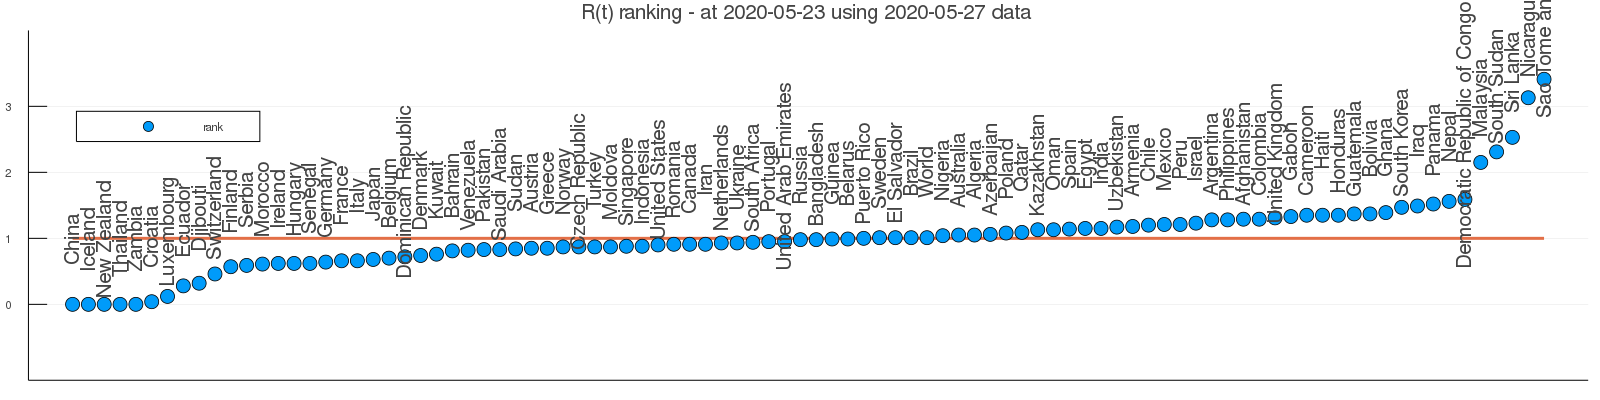 R(t) ranking - at 2020-05-23 using 2020-05-27 data
3
2
1
0
rank
China
Iceland
New Zealand
Thailand
Zambia
Croatia
Luxembourg
Ecuador
Djibouti
Switzerland
Finland
Serbia
Morocco
Ireland
Hungary
Senegal
Germany
France
Italy
Japan
Belgium
Dominican Republic
Denmark
Kuwait
Bahrain
Venezuela
Pakistan
Saudi Arabia
Sudan
Austria
Greece
Norway
Czech Republic
Turkey
Moldova
Singapore
Indonesia
United States
Romania
Canada
Iran
Netherlands
Ukraine
South Africa
Portugal
United Arab Emirates
Russia
Bangladesh
Guinea
Belarus
Puerto Rico
Sweden
El Salvador
Brazil
World
Nigeria
Australia
Algeria
Azerbaijan
Poland
Qatar
Kazakhstan
Oman
Spain
Egypt
India
Uzbekistan
Armenia
Chile
Mexico
Peru
Israel
Argentina
Philippines
Afghanistan
Colombia
United Kingdom
Gabon
Cameroon
Haiti
Honduras
Guatemala
Bolivia
Ghana
South Korea
Iraq
Panama
Nepal
Democratic Republic of Congo
Malaysia
South Sudan
Sri Lanka
Nicaragu
Sao Tome an